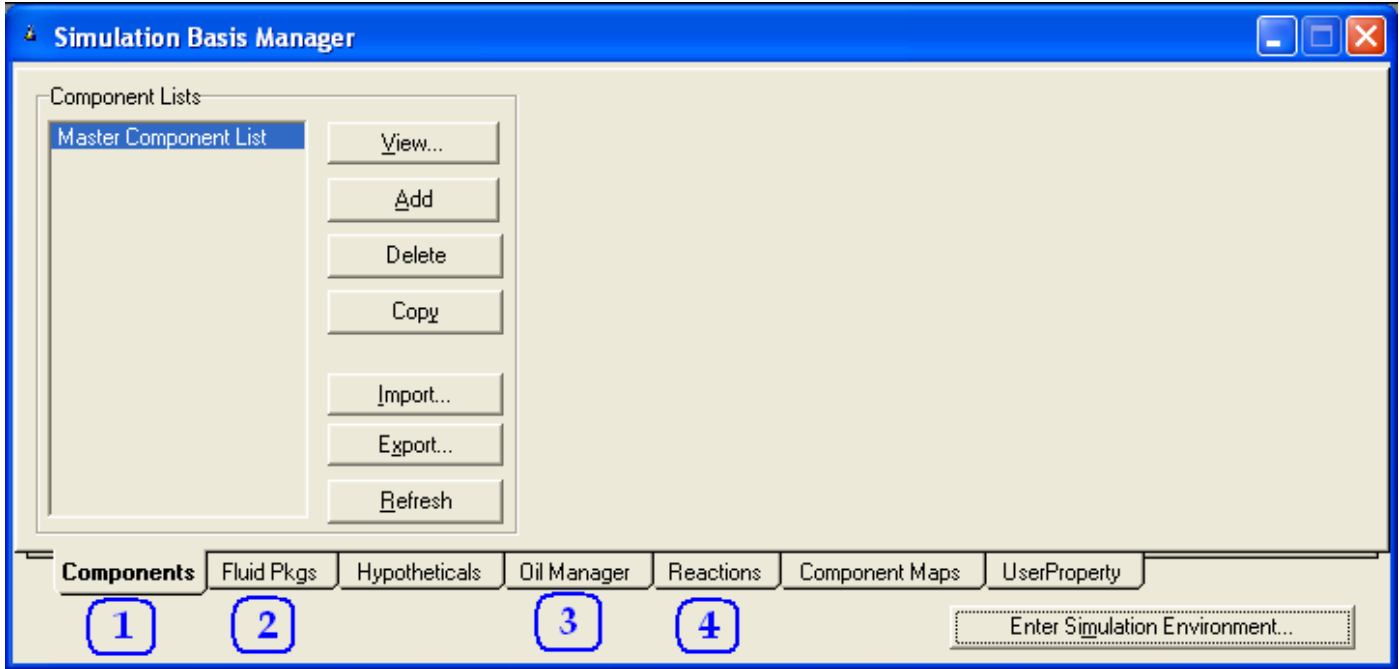 Simulation Basis Manager
Component Lists
Master Component List
View...
Add
Delete
Copy
Import...
Export...
Refresh
Components Fluid Pkgs Hypotheticals Oil Manager Reactions Component Maps UserProperty
1 2 3 4
Enter Simulation Environment...